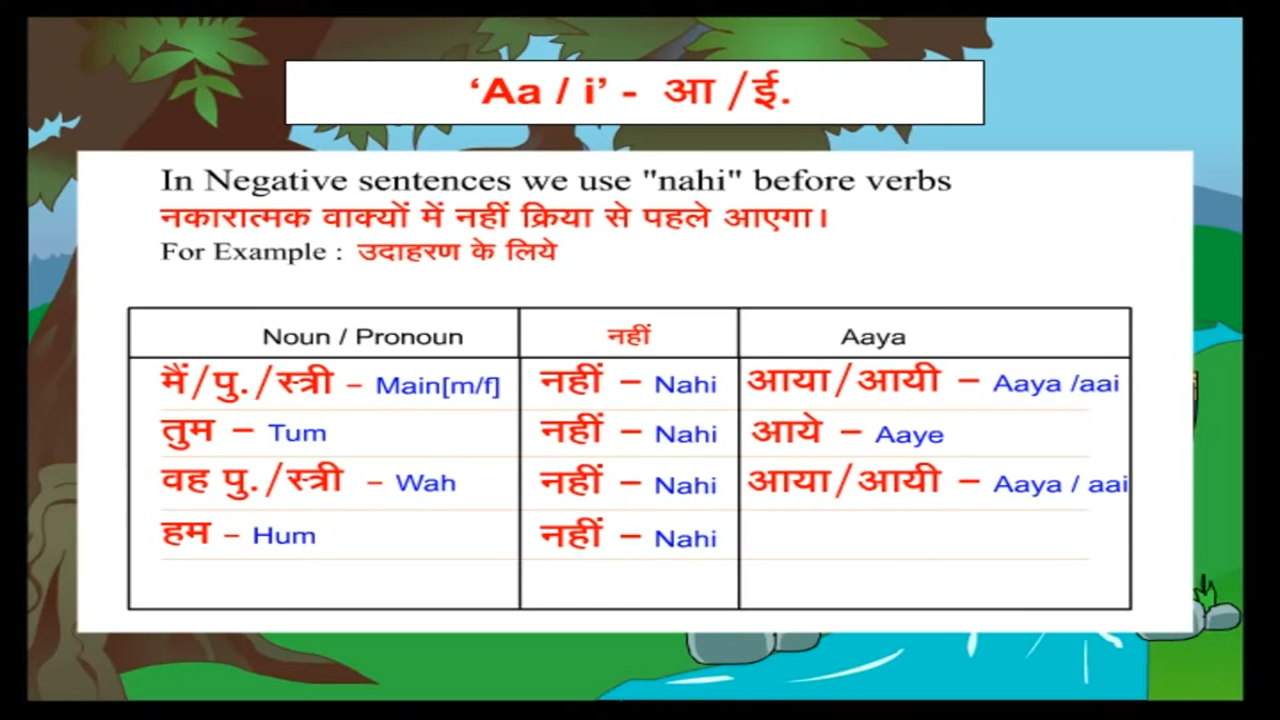 ‘Aa / i’ - आ /ई.
In Negative sentences we use "nahi" before verbs
नकारात्मक वाक्यों में नहीं क्रिया से पहले आएगा।
For Example : उदाहरण के लिये
Noun / Pronoun नहीं Aaya
मैं/पु./स्त्री – Main[m/f] नहीं – Nahi आया/आयी – Aaya /aai
तुम – Tum नहीं – Nahi आये – Aaye
वह पु./स्त्री – Wah नहीं – Nahi आया/आयी – Aaya / aai
हम – Hum नहीं – Nahi